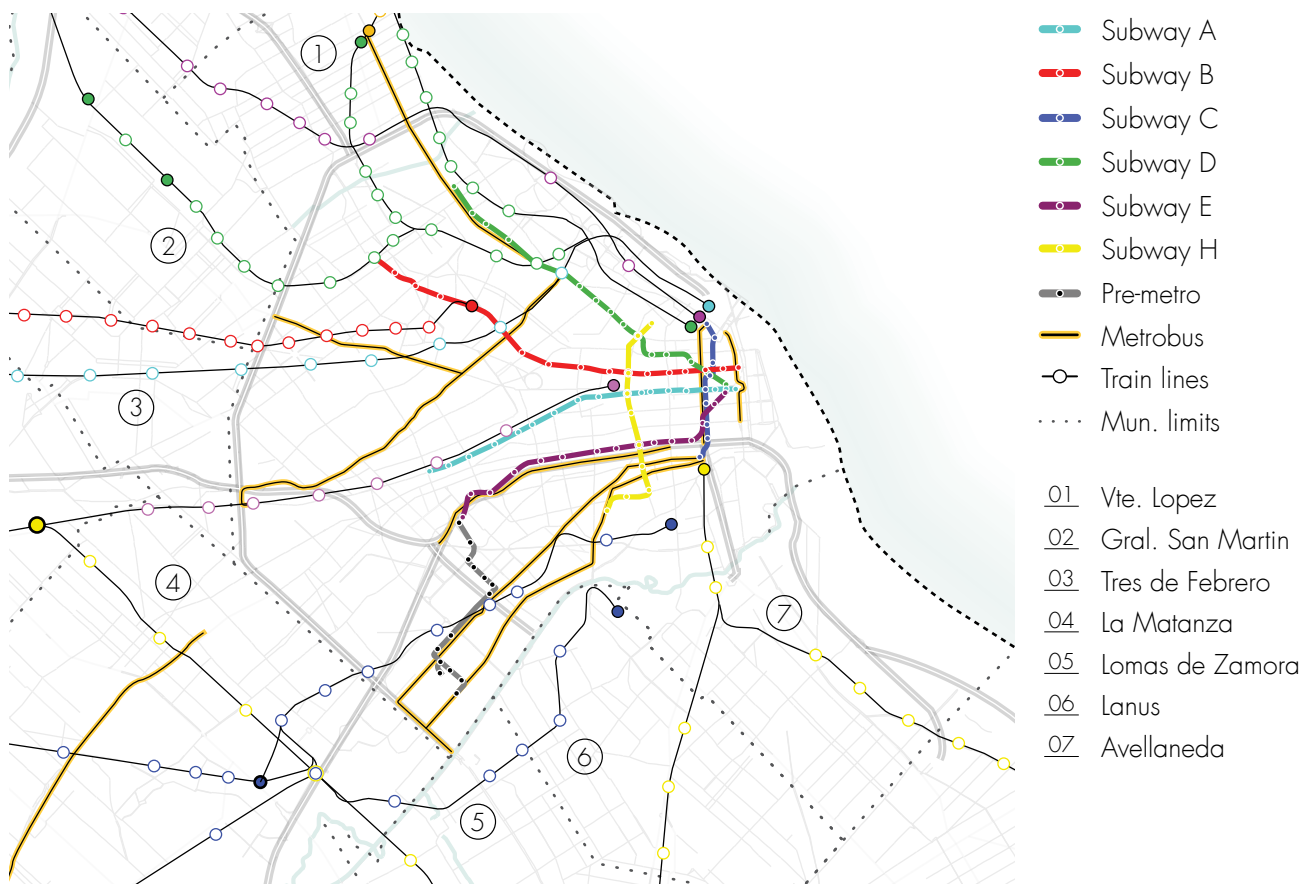 1
2
3
4
5
6
7
Subway A
Subway B
Subway C
Subway D
Subway E
Subway H
Pre-metro
Metrobus
Train lines
Mun. limits
01 Vte. Lopez
02 Gral. San Martin
03 Tres de Febrero
04 La Matanza
05 Lomas de Zamora
06 Lanus
07 Avellaneda